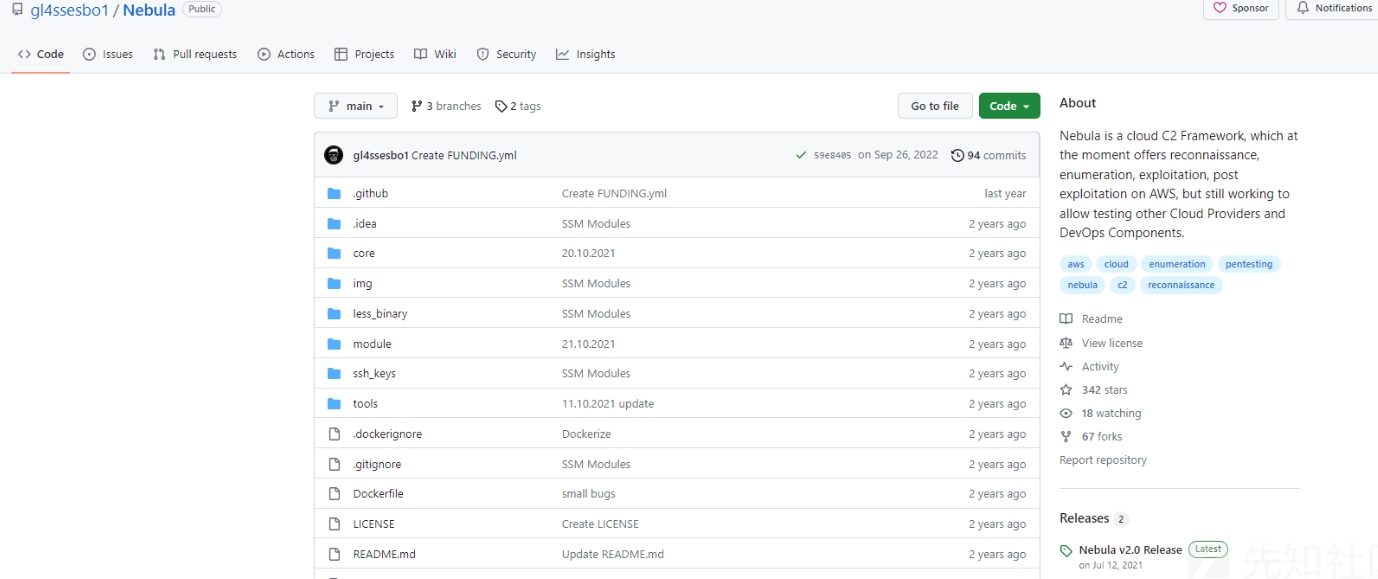 gl4ssesbo1 / Nebula Public
Sponsor Notifications
Code Issues Pull requests Actions Projects Wiki Security Insights
main 3 branches 2 tags Go to file Code
gl4ssesbo1 Create FUNDING.yml 59e8405 on Sep 26, 2022 94 commits
.github Create FUNDING.yml last year
.idea SSM Modules 2 years ago
core 20.10.2021 2 years ago
img SSM Modules 2 years ago
less_binary SSM Modules 2 years ago
module 21.10.2021 2 years ago
ssh_keys SSM Modules 2 years ago
tools 11.10.2021 update 2 years ago
.dockerignore Dockerize 2 years ago
.gitignore SSM Modules 2 years ago
Dockerfile small bugs 2 years ago
LICENSE Create LICENSE 2 years ago
README.md Update README.md 2 years ago
About
Nebula is a cloud C2 Framework, which at
the moment offers reconnaissance,
enumeration, exploitation, post
exploitation on AWS, but still working to
allow testing other Cloud Providers and
DevOps Components.
aws cloud enumeration pentesting
nebula c2 reconnaissance
Readme
View license
Activity
342 stars
18 watching
67 forks
Report repository
Releases 2
Nebula v2.0 Release Latest
on Jul 12, 2021
先知社区